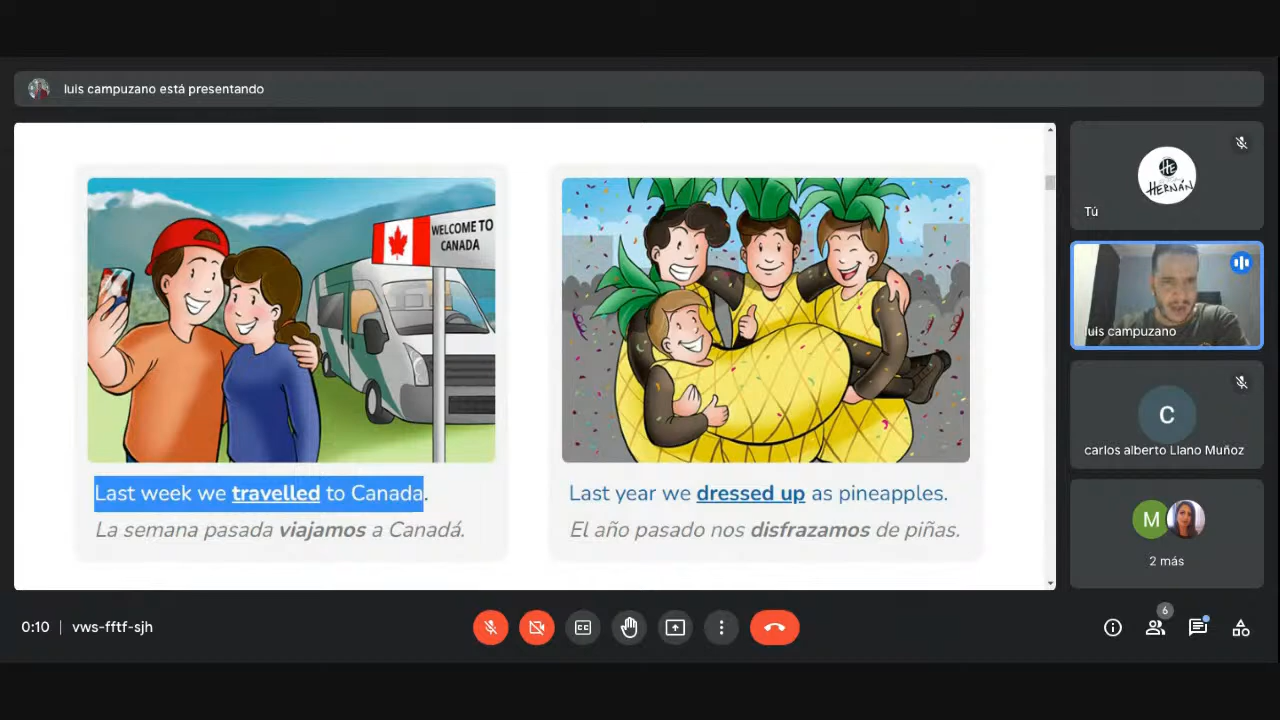 luis campuzano está presentando
WELCOME TO
CANADA
Last week we travelled to Canada.
La semana pasada viajamos a Canadá.
Last year we dressed up as pineapples.
El año pasado nos disfrazamos de piñas.
HE
HERNÁN
Tú
luis campuzano
C
carlos alberto Llano Muñoz
M
2 más
0:10 | vws-fftf-sjh
CC
6